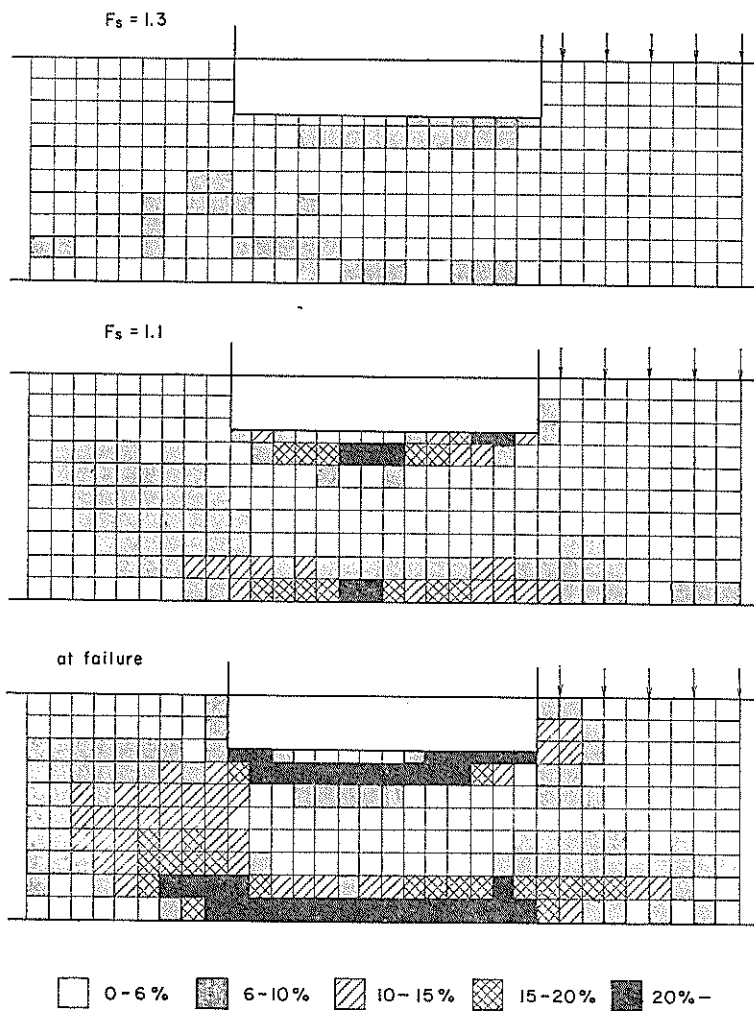 Fs = 1.3
Fs = 1.1
at failure
0-6% 6-10% 10-15% 15-20% 20%-